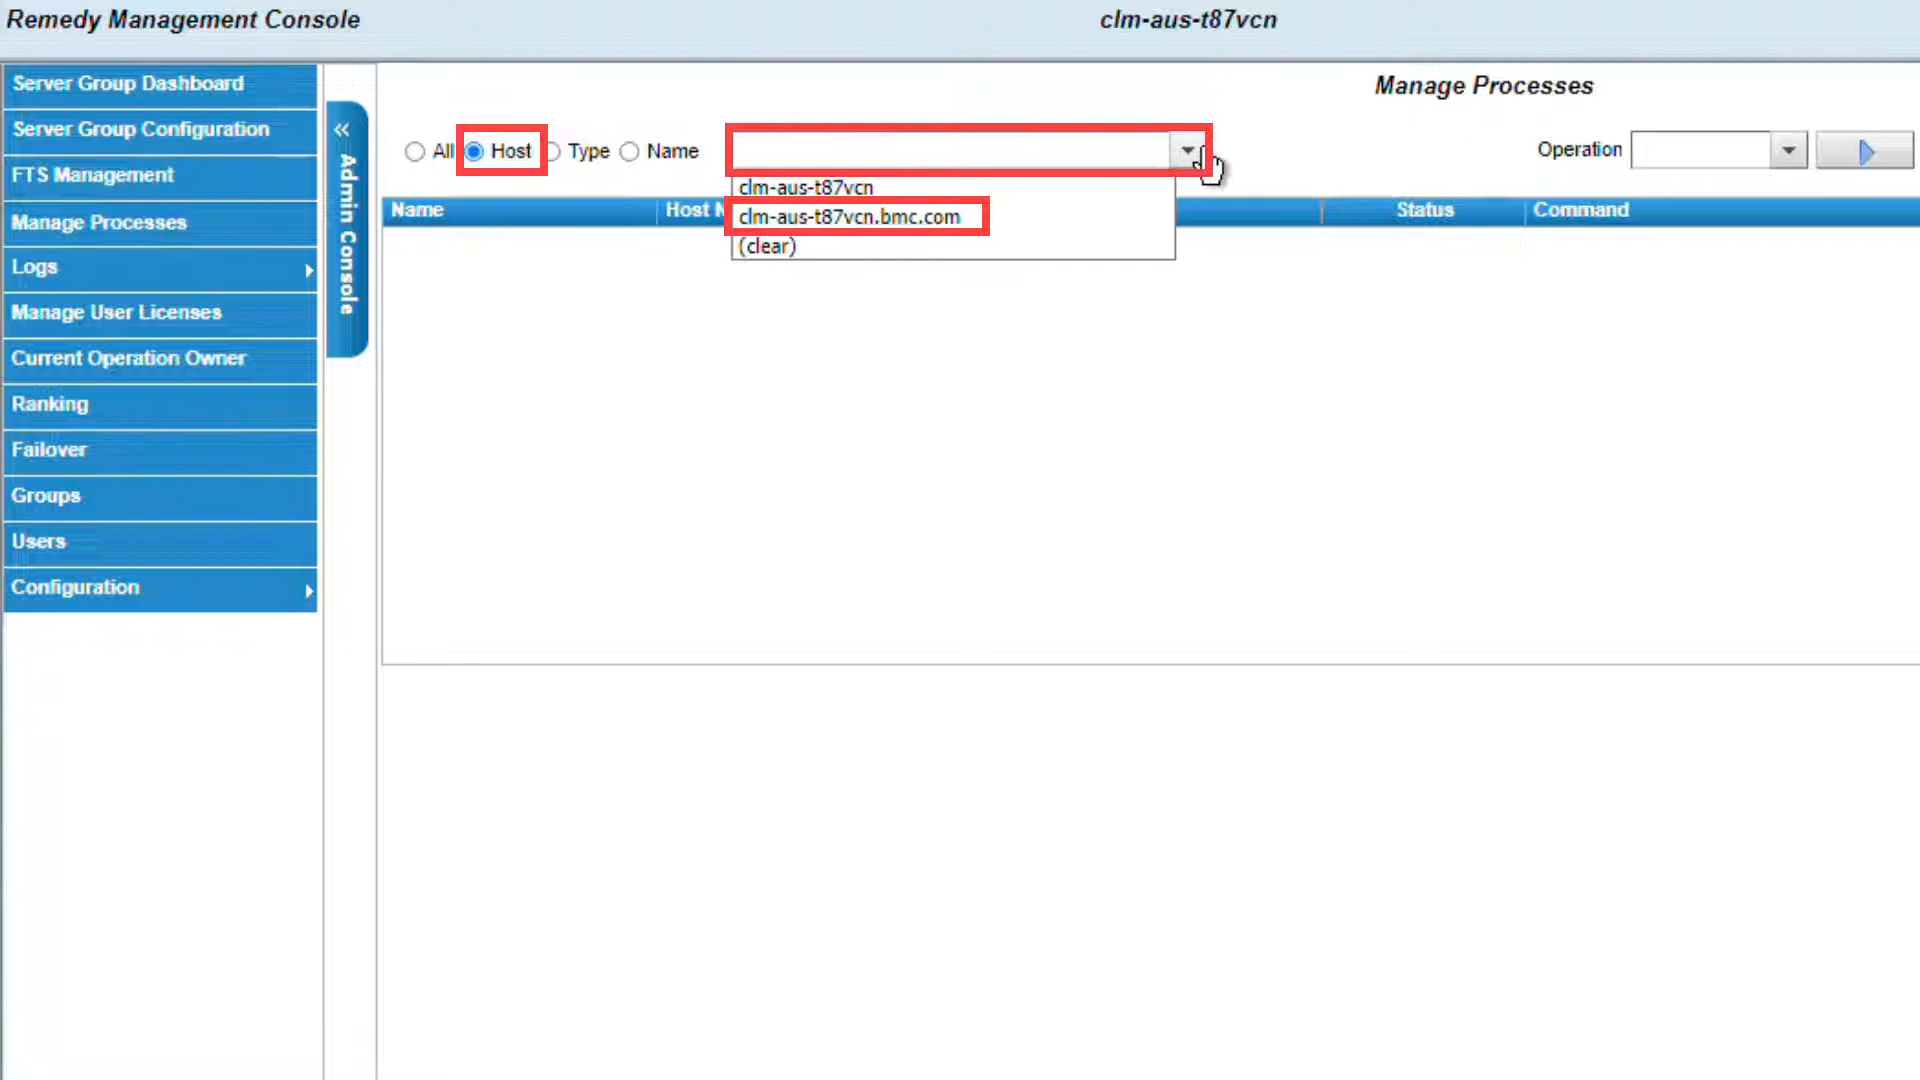 Remedy Management Console
clm-aus-t87vcn
Server Group Dashboard
Server Group Configuration
FTS Management
Manage Processes
Logs
Manage User Licenses
Current Operation Owner
Ranking
Failover
Groups
Users
Configuration
«
Admin Console
Manage Processes
All Host Type Name
Operation
clm-aus-t87vcn
clm-aus-t87vcn.bmc.com
(clear)
Name Host Status Command